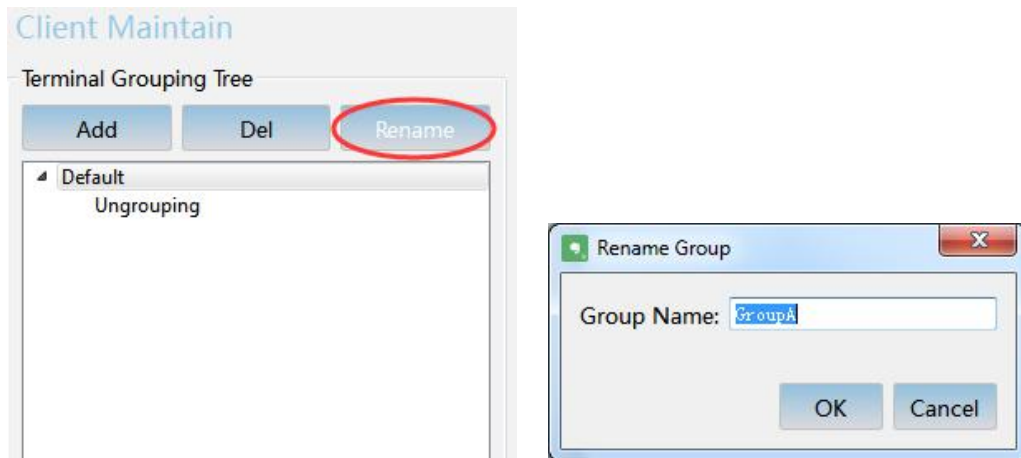 Client Maintain
Terminal Grouping Tree
Add Del Rename
Default
Ungrouping
Rename Group
Group Name: GroupA
OK Cancel